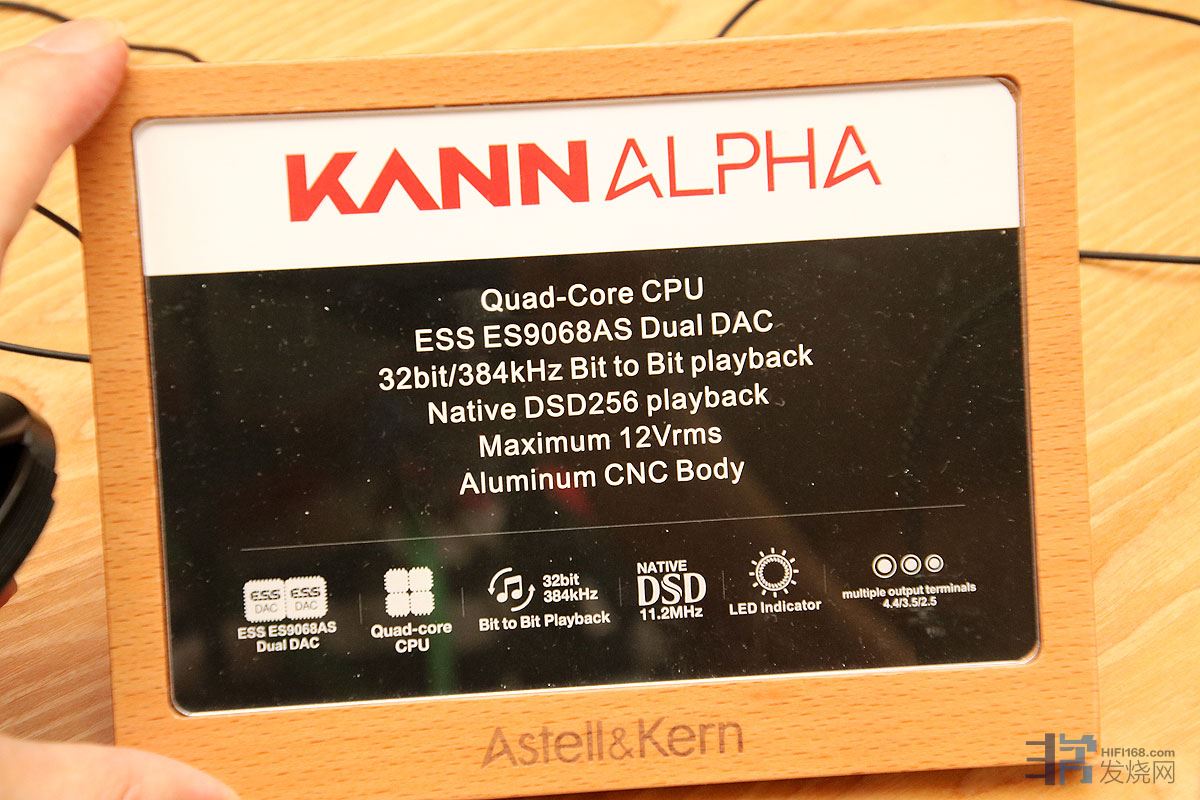 KANN ALPHA
Quad-Core CPU
ESS ES9068AS Dual DAC
32bit/384kHz Bit to Bit playback
Native DSD256 playback
Maximum 12Vrms
Aluminum CNC Body
ESS DAC ESS DAC
ESS ES9068AS
Dual DAC
Quad-core
CPU
32bit
384kHz
Bit to Bit Playback
NATIVE
DSD
11.2MHz
LED Indicator
multiple output terminals
4.4/3.5/2.5
Astell&Kern
HIFI168.com
发烧网